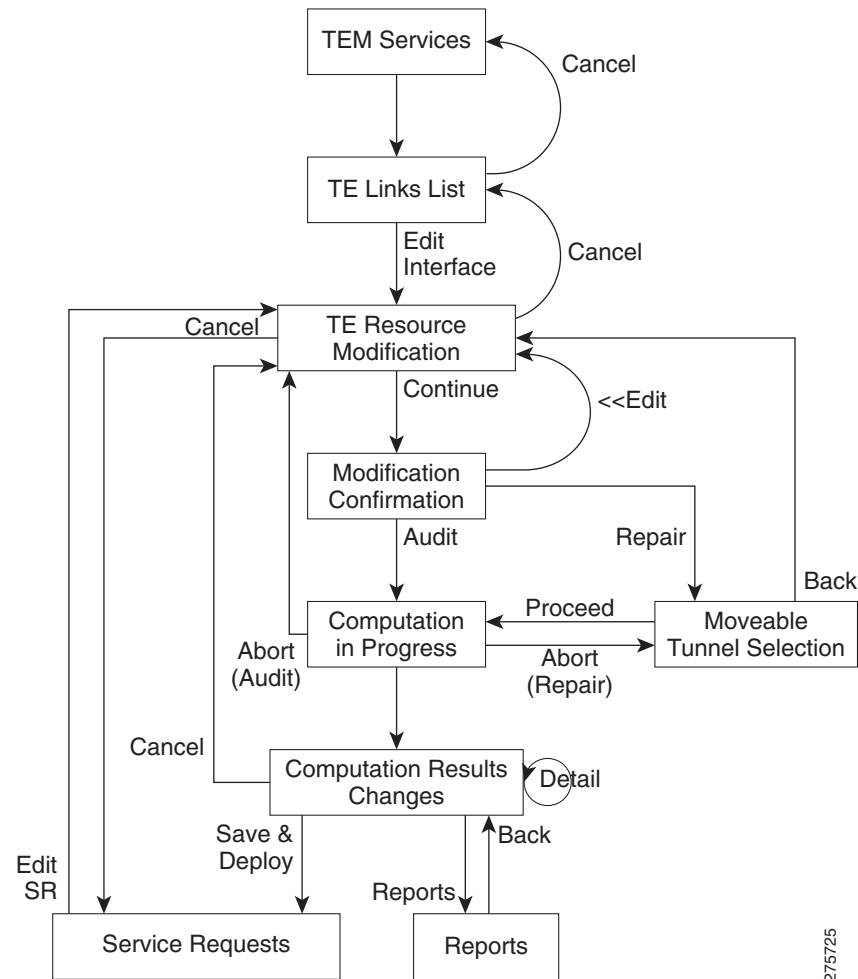 TEM Services
Cancel
TE Links List
Edit
Interface
Cancel
Cancel
TE Resource
Modification
Continue
<<Edit
Modification
Confirmation
Audit
Repair
Back
Computation
in Progress
Proceed
Moveable
Tunnel Selection
Abort
(Audit)
Abort
(Repair)
Cancel
Computation Results
Changes
Detail
Save &
Deploy
Back
Edit
SR
Reports
Service Requests
Reports
275725